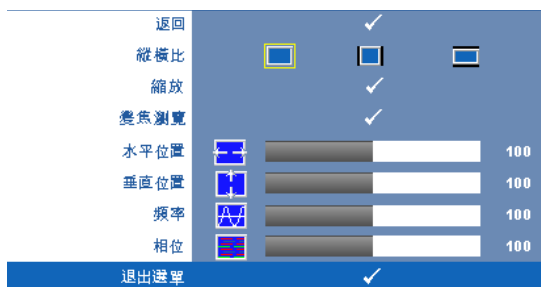 返回
縱橫比
縮放
變焦瀏覽
水平位置 100
垂直位置 100
頻率 100
相位 100
退出選單